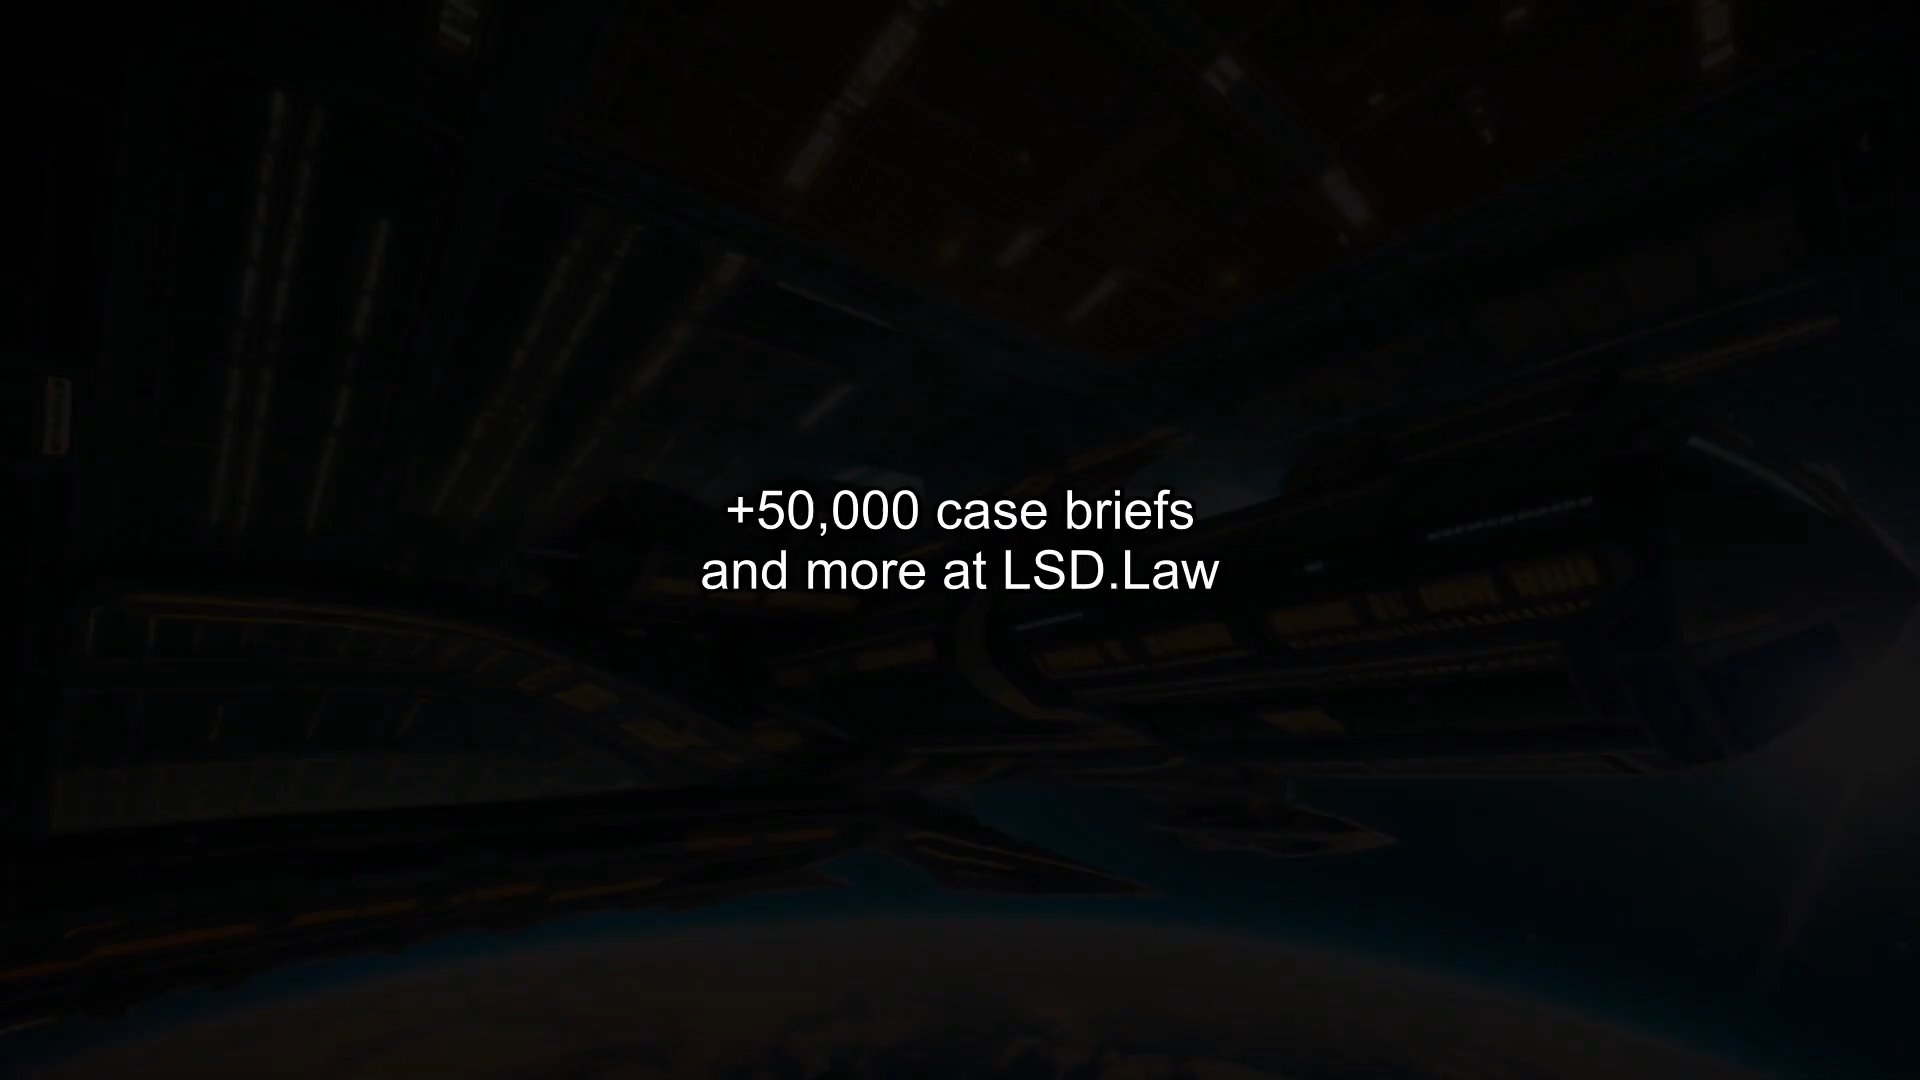 +50,000 case briefs
and more at LSD.Law